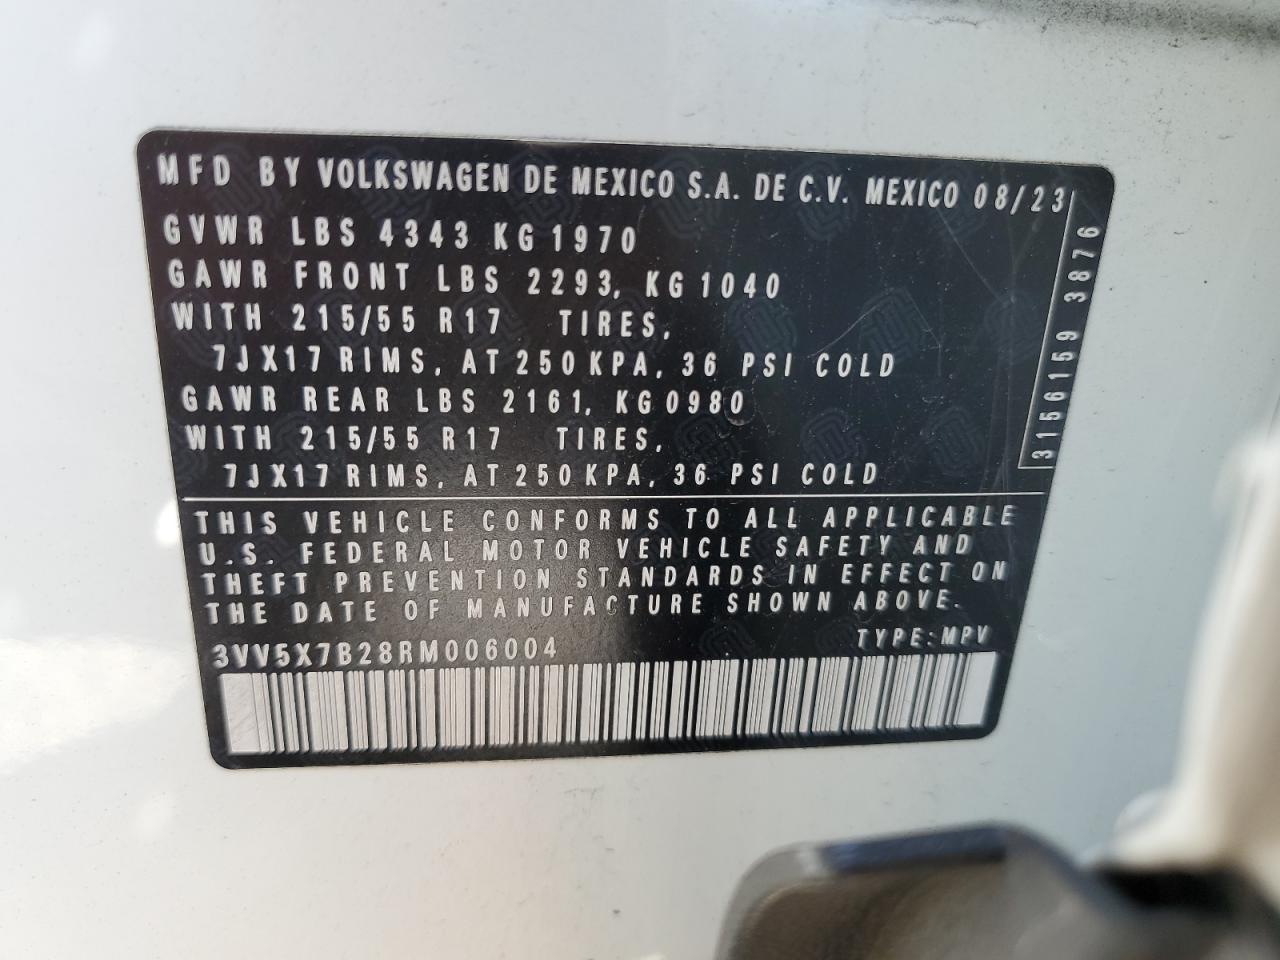 MFD BY VOLKSWAGEN DE MEXICO S.A. DE C.V. MEXICO 08/23
GVWR LBS 4343 KG 1970
GAWR FRONT LBS 2293, KG 1040
WITH 215/55 R17 TIRES,
7JX17 RIMS, AT 250 KPA, 36 PSI COLD
GAWR REAR LBS 2161, KG 0980
WITH 215/55 R17 TIRES,
7JX17 RIMS, AT 250 KPA, 36 PSI COLD
3156159 3876
THIS VEHICLE CONFORMS TO ALL APPLICABLE
U.S. FEDERAL MOTOR VEHICLE SAFETY AND
THEFT PREVENTION STANDARDS IN EFFECT ON
THE DATE OF MANUFACTURE SHOWN ABOVE.
3VV5X7B28RM006004 TYPE: MPV